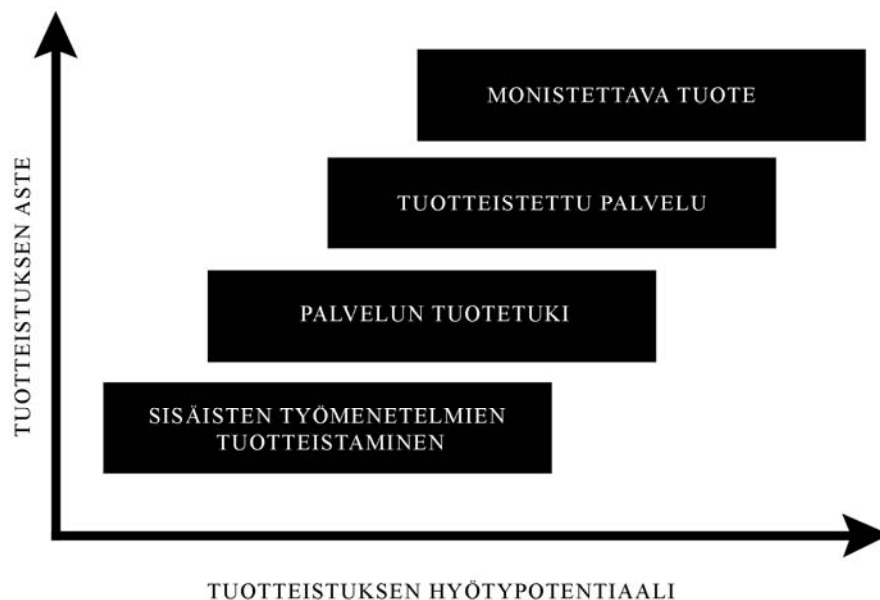 MONISTETTAVA TUOTE
TUOTTEISTETTU PALVELU
PALVELUN TUOTETUKI
SISÄISTEN TYÖMENETELMIEN
TUOTTEISTAMINEN
TUOTTEISTUKSEN ASTE
TUOTTEISTUKSEN HYÖTYPOTENTIAALI